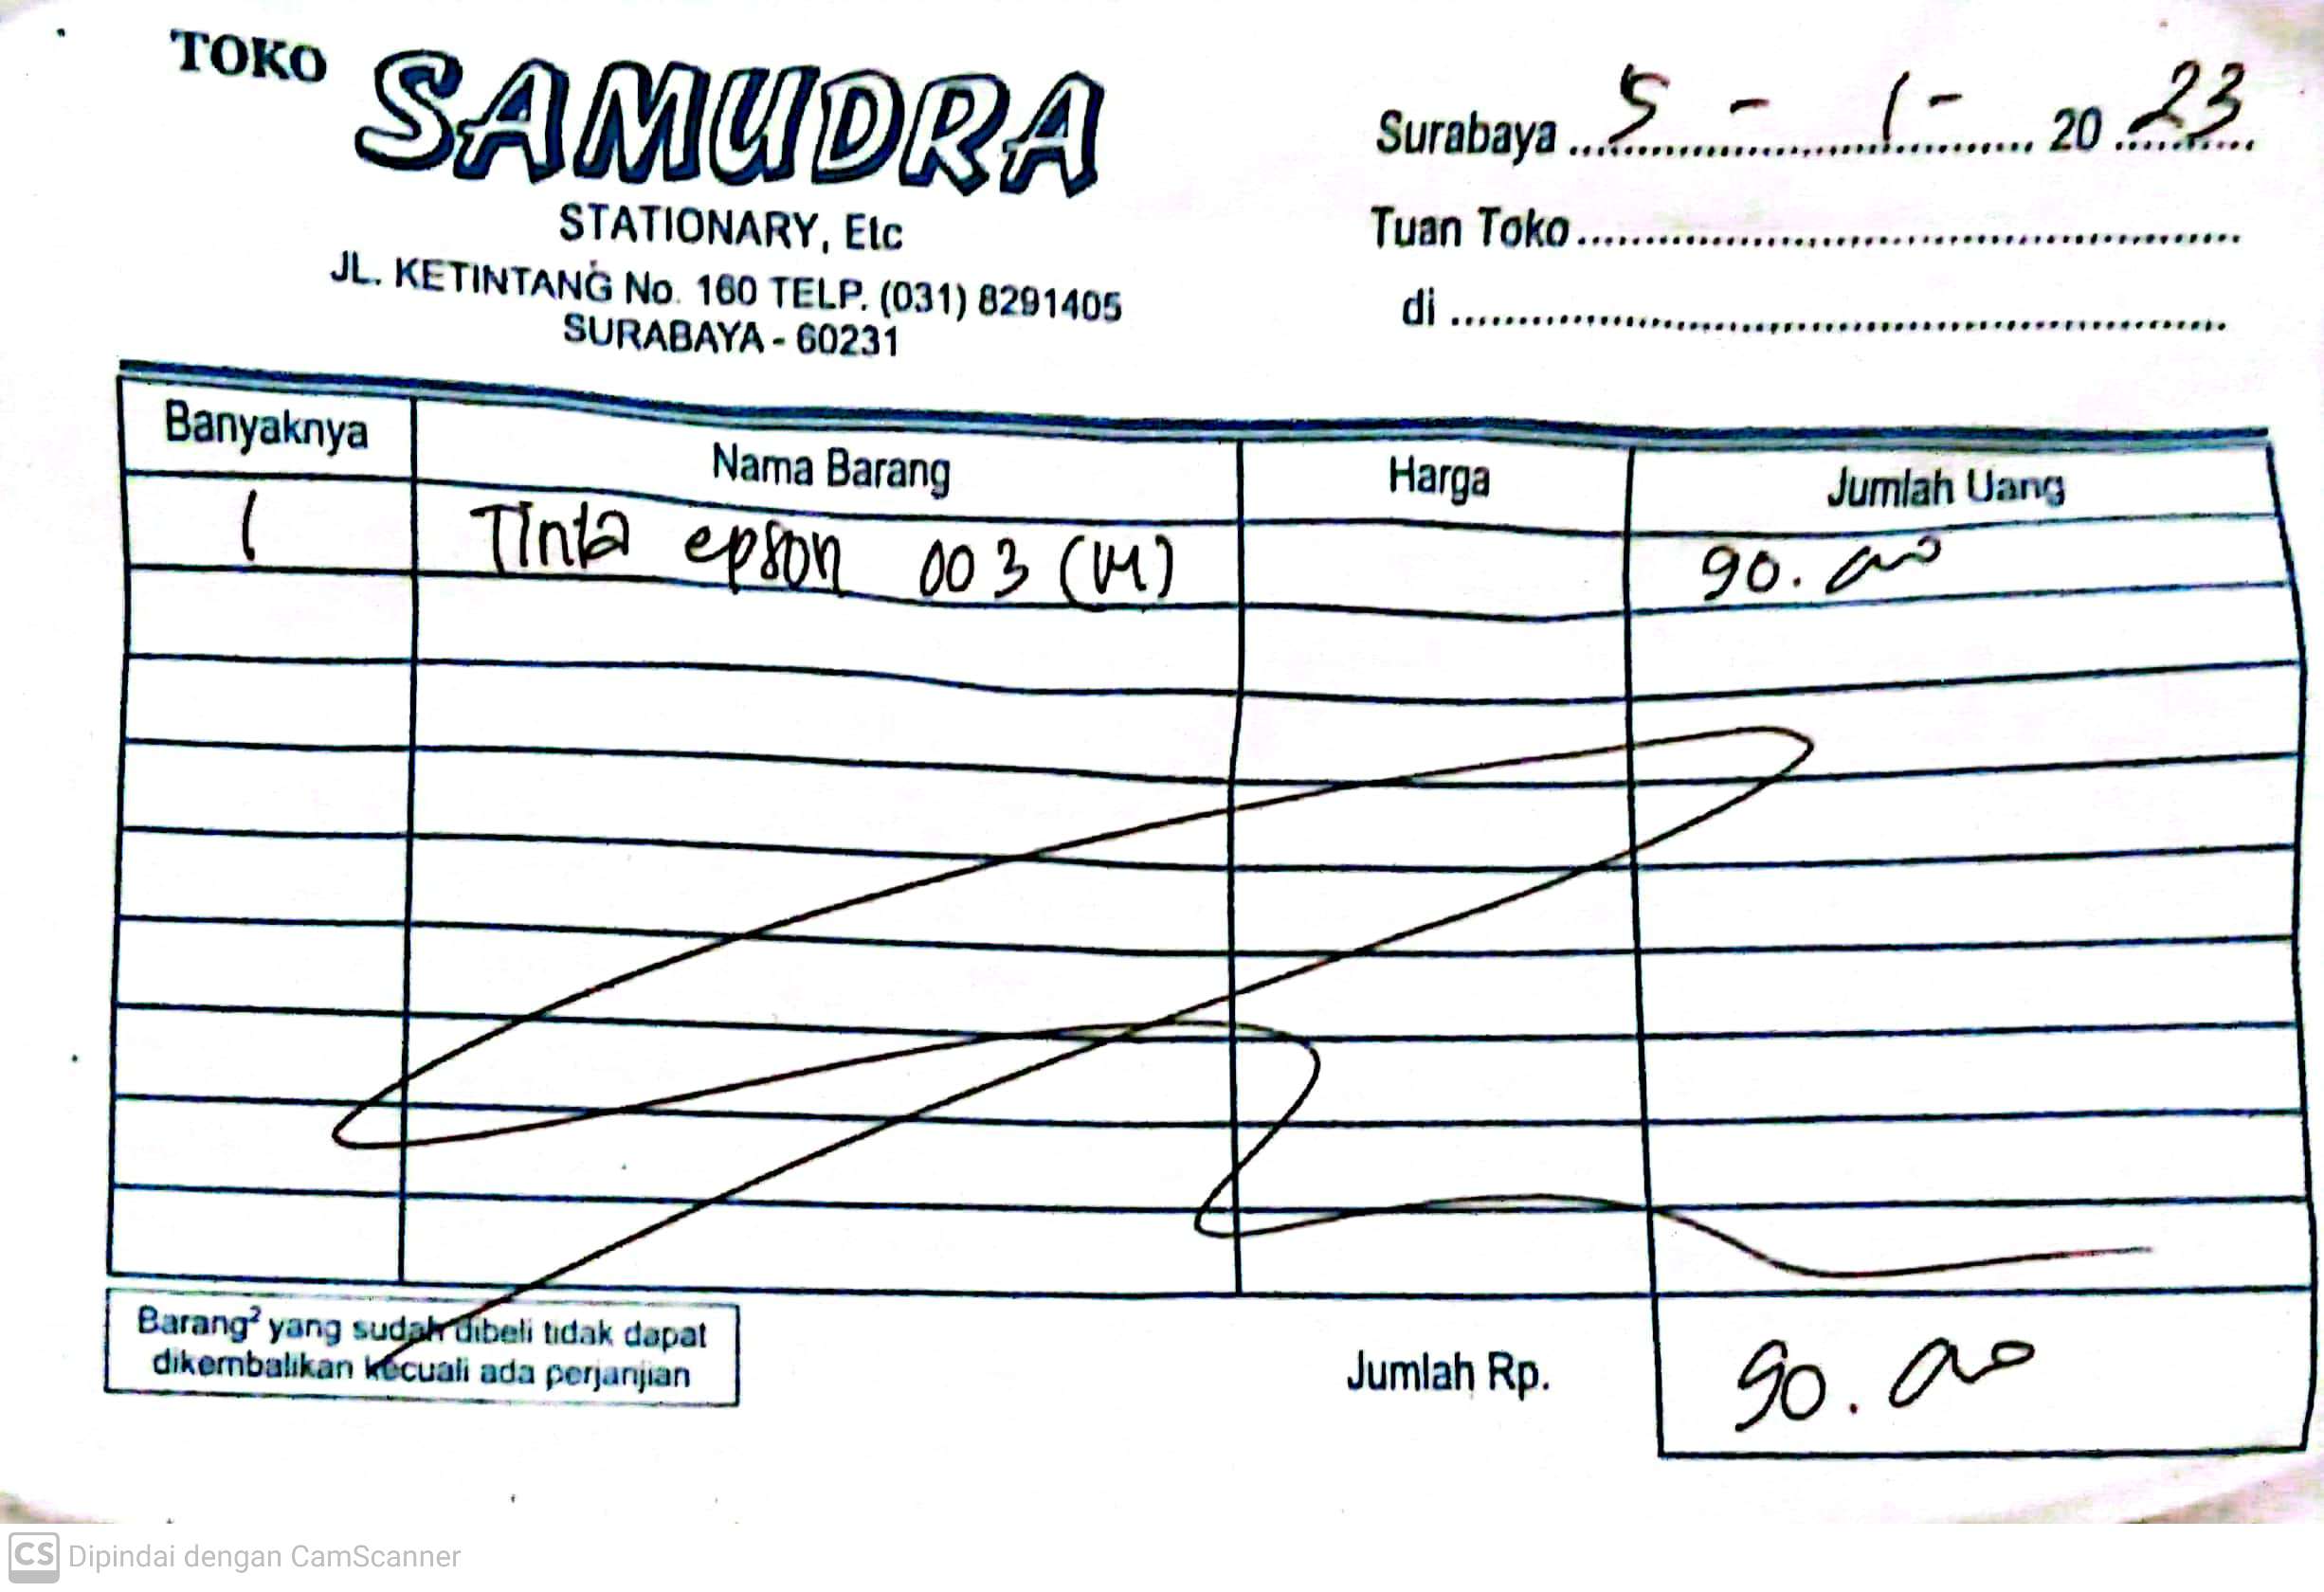 TOKO SAMUDRA
STATIONARY, Etc
JL. KETINTANG No. 160 TELP. (031) 8291405
SURABAYA - 60231
Surabaya 5 - 1 - 2023
Tuan Toko
di
Banyaknya Nama Barang Harga Jumlah Uang
1 Tinta epson 003 (M) 90.000
Barang² yang sudah dibeli tidak dapat
dikembalikan kecuali ada perjanjian
Jumlah Rp. 90.000
CS Dipindai dengan CamScanner